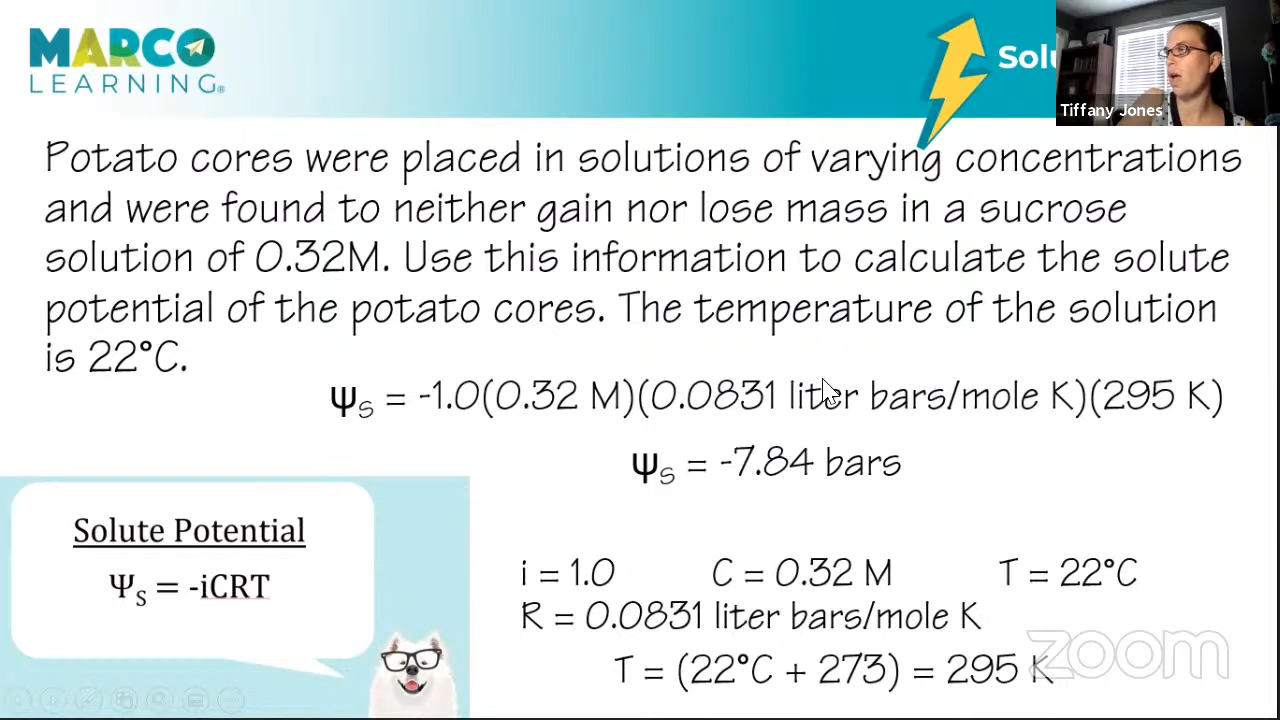 MARCO
LEARNING®
Solu
Tiffany Jones
Potato cores were placed in solutions of varying concentrations
and were found to neither gain nor lose mass in a sucrose
solution of 0.32M. Use this information to calculate the solute
potential of the potato cores. The temperature of the solution
is 22°C.
Ψs = -1.0(0.32 M)(0.0831 liter bars/mole K)(295 K)
Ψs = -7.84 bars
Solute Potential
Ψs = -iCRT
i = 1.0 C = 0.32 M T = 22°C
R = 0.0831 liter bars/mole K
T = (22°C + 273) = 295 K
zoom